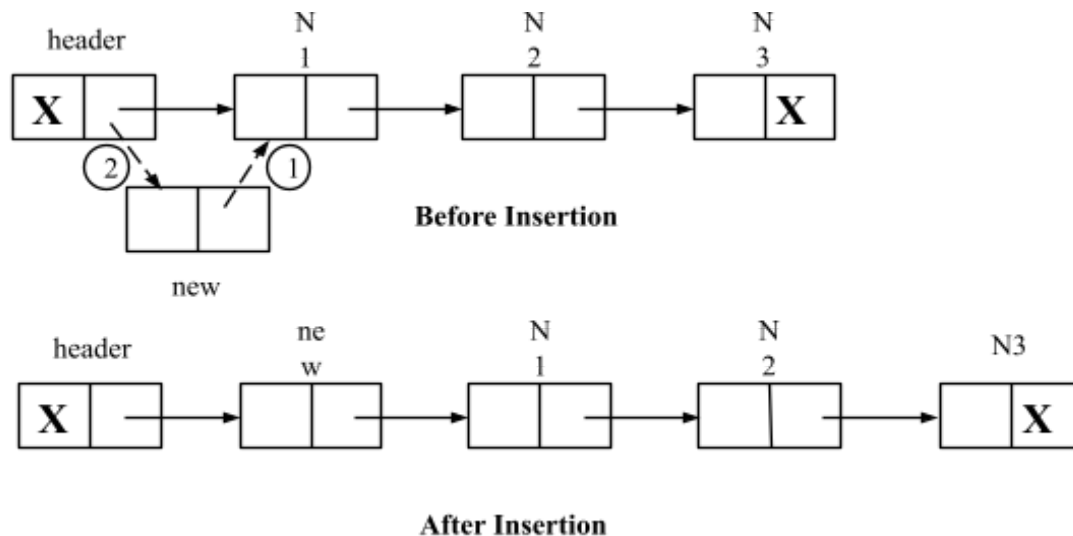 header
N
1
N
2
N
3
X
X
2
1
Before Insertion
new
header
ne
w
N
1
N
2
N3
X
X
After Insertion